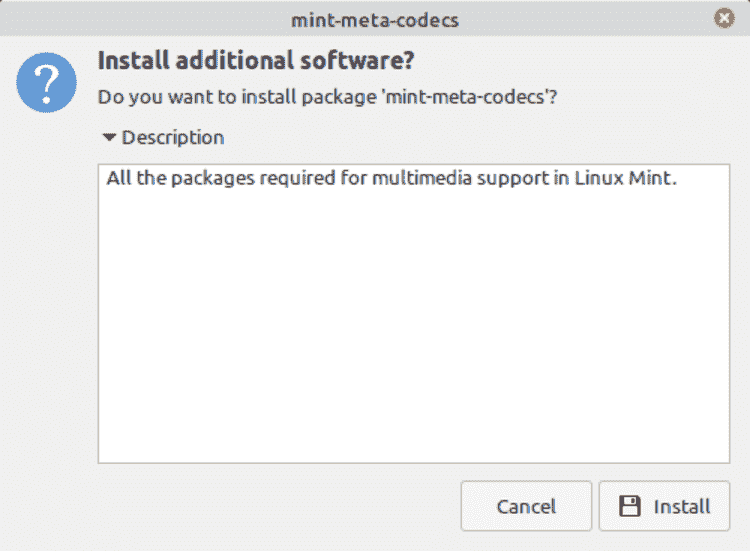 mint-meta-codecs
Install additional software?
Do you want to install package 'mint-meta-codecs'?
Description
All the packages required for multimedia support in Linux Mint.
Cancel
Install